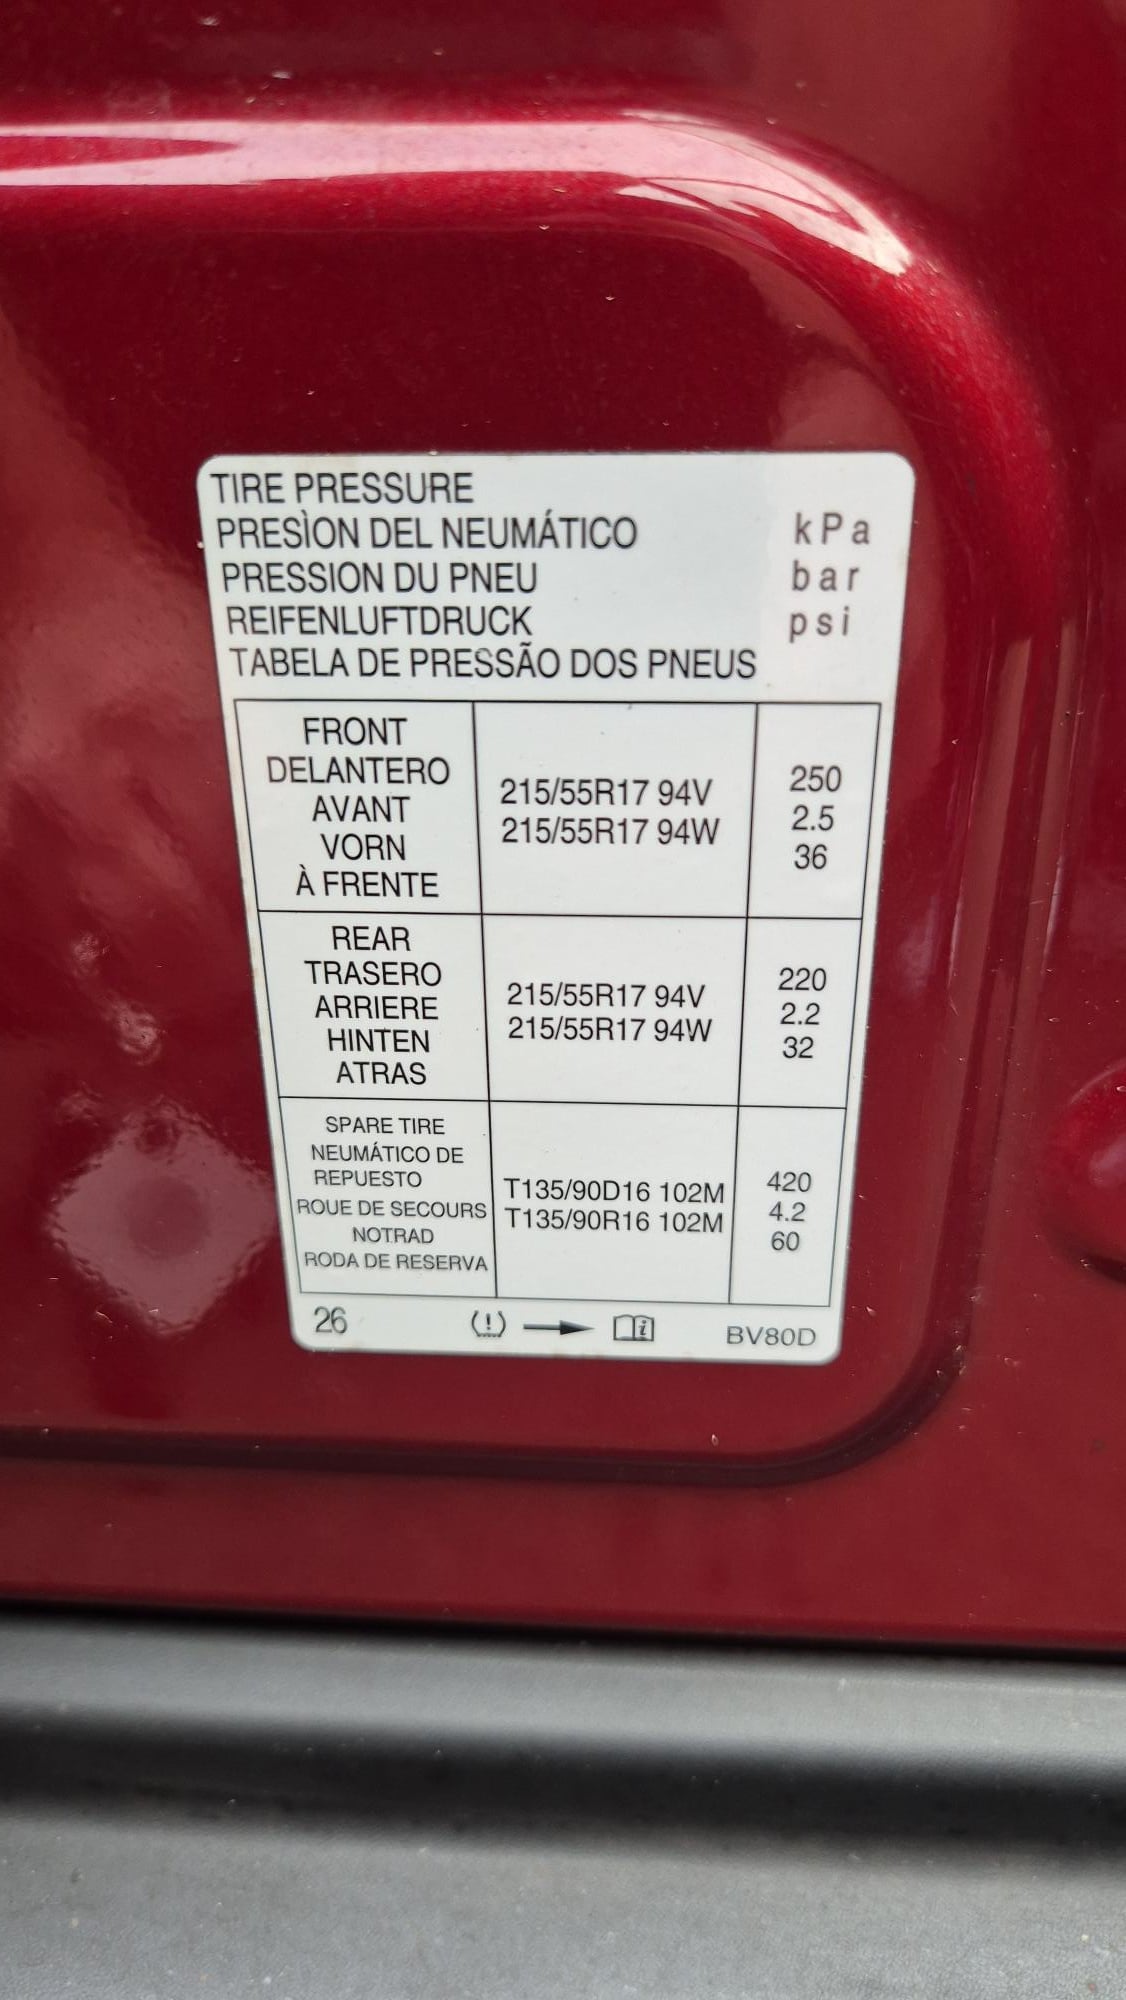 TIRE PRESSURE
PRESÌON DEL NEUMÁTICO
PRESSION DU PNEU
REIFENLUFTDRUCK
TABELA DE PRESSÃO DOS PNEUS
kPa
bar
psi
FRONT
DELANTERO
AVANT
VORN
À FRENTE
215/55R17 94V
215/55R17 94W
250
2.5
36
REAR
TRASERO
ARRIERE
HINTEN
ATRAS
215/55R17 94V
215/55R17 94W
220
2.2
32
SPARE TIRE
NEUMÁTICO DE
REPUESTO
ROUE DE SECOURS
NOTRAD
RODA DE RESERVA
T135/90D16 102M
T135/90R16 102M
420
4.2
60
26
BV80D